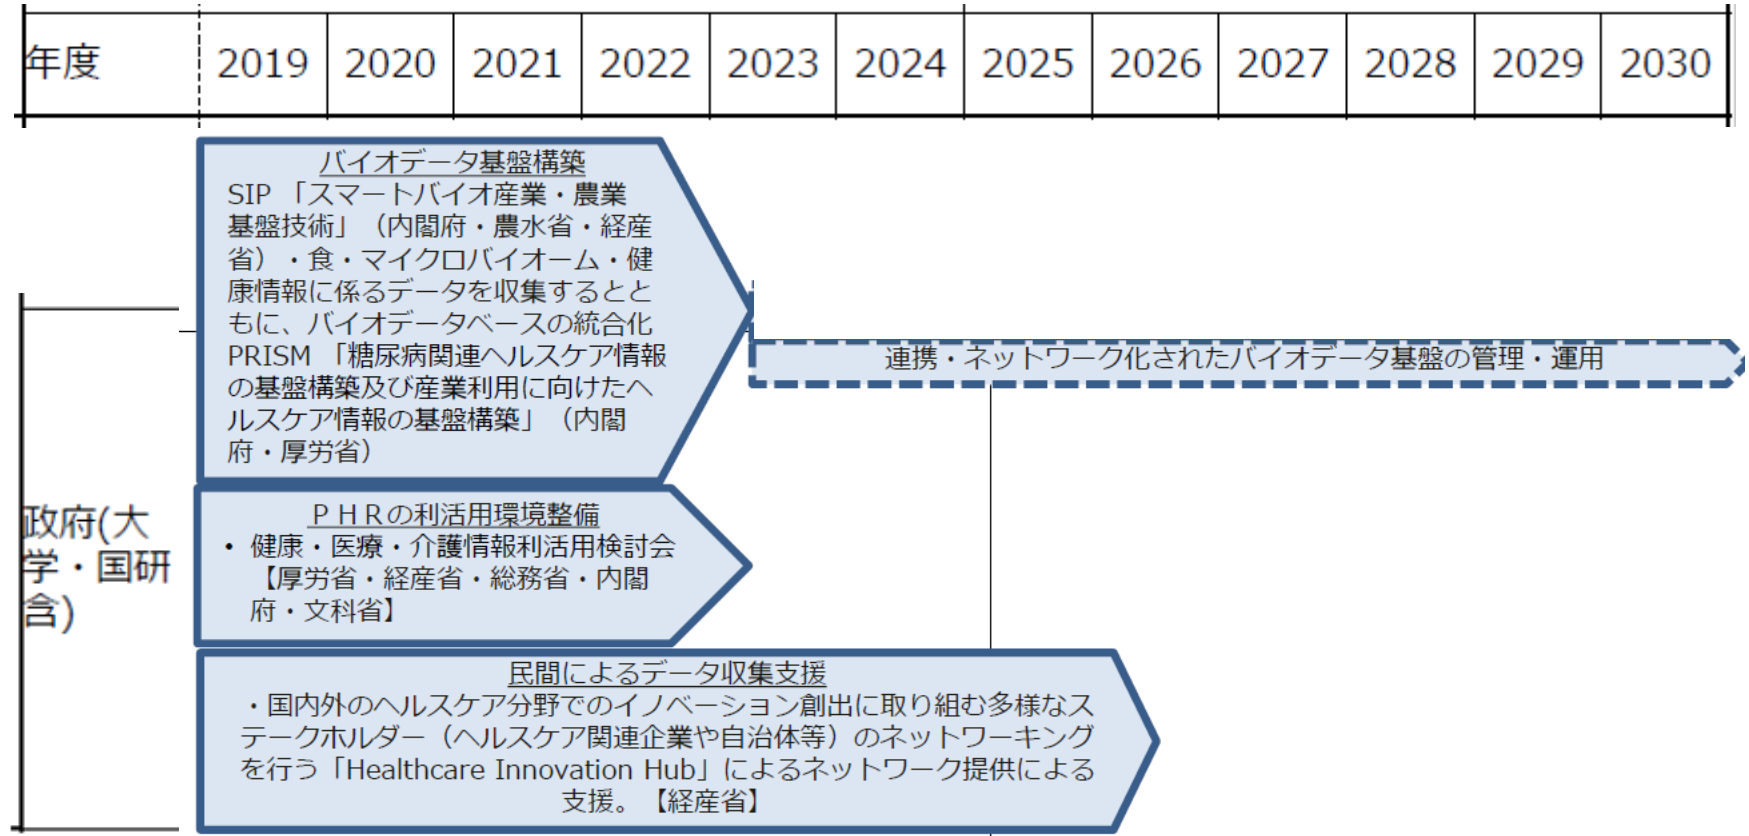 年度 2019 2020 2021 2022 2023 2024 2025 2026 2027 2028 2029 2030
バイオデータ基盤構築
SIP 「スマートバイオ産業・農業
基盤技術」（内閣府・農水省・経産
省）・食・マイクロバイオーム・健
康情報に係るデータを収集するとと
もに、バイオデータベースの統合化
PRISM 「糖尿病関連ヘルスケア情報
の基盤構築及び産業利用に向けたヘ
ルスケア情報の基盤構築」（内閣
府・厚労省）
連携・ネットワーク化されたバイオデータ基盤の管理・運用
政府(大
学・国研
含)
ＰＨＲの利活用環境整備
• 健康・医療・介護情報利活用検討会
【厚労省・経産省・総務省・内閣
府・文科省】
民間によるデータ収集支援
・国内外のヘルスケア分野でのイノベーション創出に取り組む多様なス
テークホルダー（ヘルスケア関連企業や自治体等）のネットワーキング
を行う「Healthcare Innovation Hub」によるネットワーク提供による
支援。【経産省】